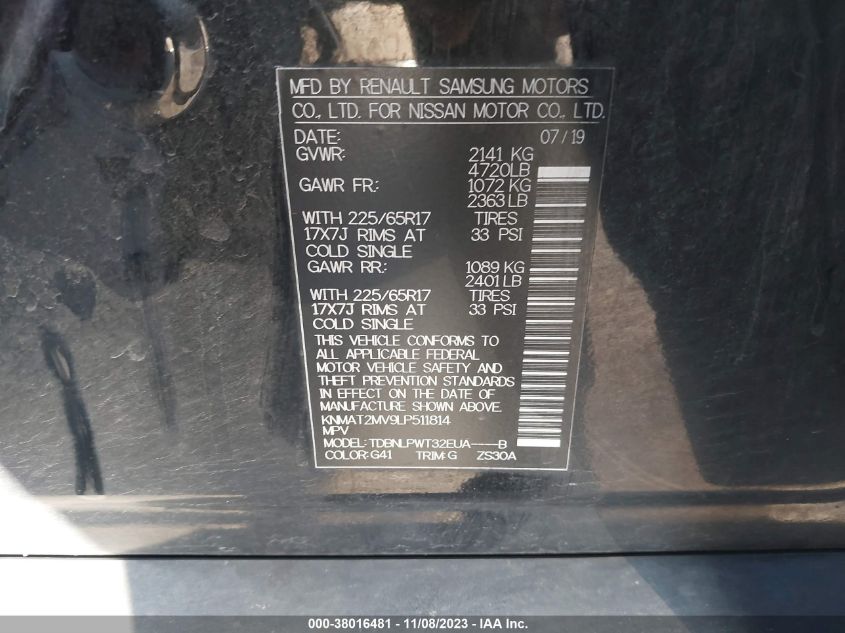 MFD BY RENAULT SAMSUNG MOTORS
CO., LTD. FOR NISSAN MOTOR CO., LTD.
DATE: 07/19
GVWR: 2141 KG
4720LB
GAWR FR: 1072 KG
2363LB
WITH 225/65R17 TIRES
17X7J RIMS AT 33 PSI
COLD SINGLE
GAWR RR: 1089 KG
2401LB
WITH 225/65R17 TIRES
17X7J RIMS AT 33 PSI
COLD SINGLE
THIS VEHICLE CONFORMS TO
ALL APPLICABLE FEDERAL
MOTOR VEHICLE SAFETY AND
THEFT PREVENTION STANDARDS
IN EFFECT ON THE DATE OF
MANUFACTURE SHOWN ABOVE.
KNMAT2MV9LP511814
MPV
MODEL: TDBNLPWT32EUA----B
COLOR:G41 TRIM:G ZS30A
000-38016481 - 11/08/2023 - IAA Inc.